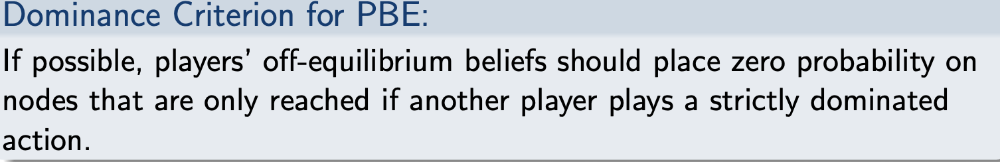 Dominance Criterion for PBE:
If possible, players' off-equilibrium beliefs should place zero probability on
nodes that are only reached if another player plays a strictly dominated
action.